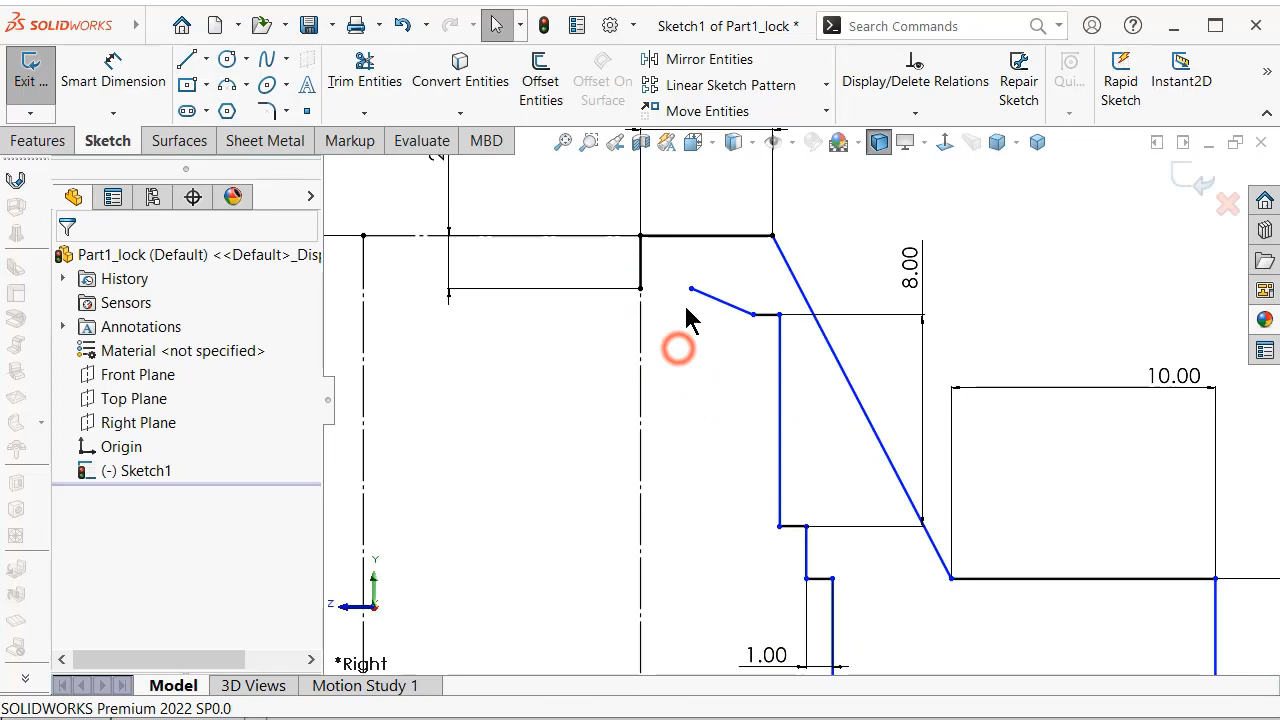 SOLIDWORKS
Sketch1 of Part1_lock *
Search Commands
Exit ...
Smart Dimension
Trim Entities
Convert Entities
Offset Entities
Offset On Surface
Mirror Entities
Linear Sketch Pattern
Move Entities
Display/Delete Relations
Repair Sketch
Qui...
Rapid Sketch
Instant2D
Features
Sketch
Surfaces
Sheet Metal
Markup
Evaluate
MBD
Part1_lock (Default) <<Default>_Disp
History
Sensors
Annotations
Material <not specified>
Front Plane
Top Plane
Right Plane
Origin
(-) Sketch1
8.00
10.00
1.00
Y
Z
*Right
Model
3D Views
Motion Study 1
SOLIDWORKS Premium 2022 SP0.0